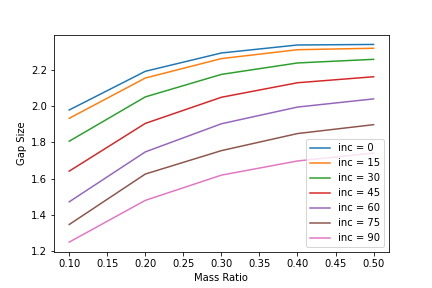 2.2
2.0
1.8
1.6
1.4
1.2
Gap Size
0.10 0.15 0.20 0.25 0.30 0.35 0.40 0.45 0.50
Mass Ratio
inc = 0
inc = 15
inc = 30
inc = 45
inc = 60
inc = 75
inc = 90